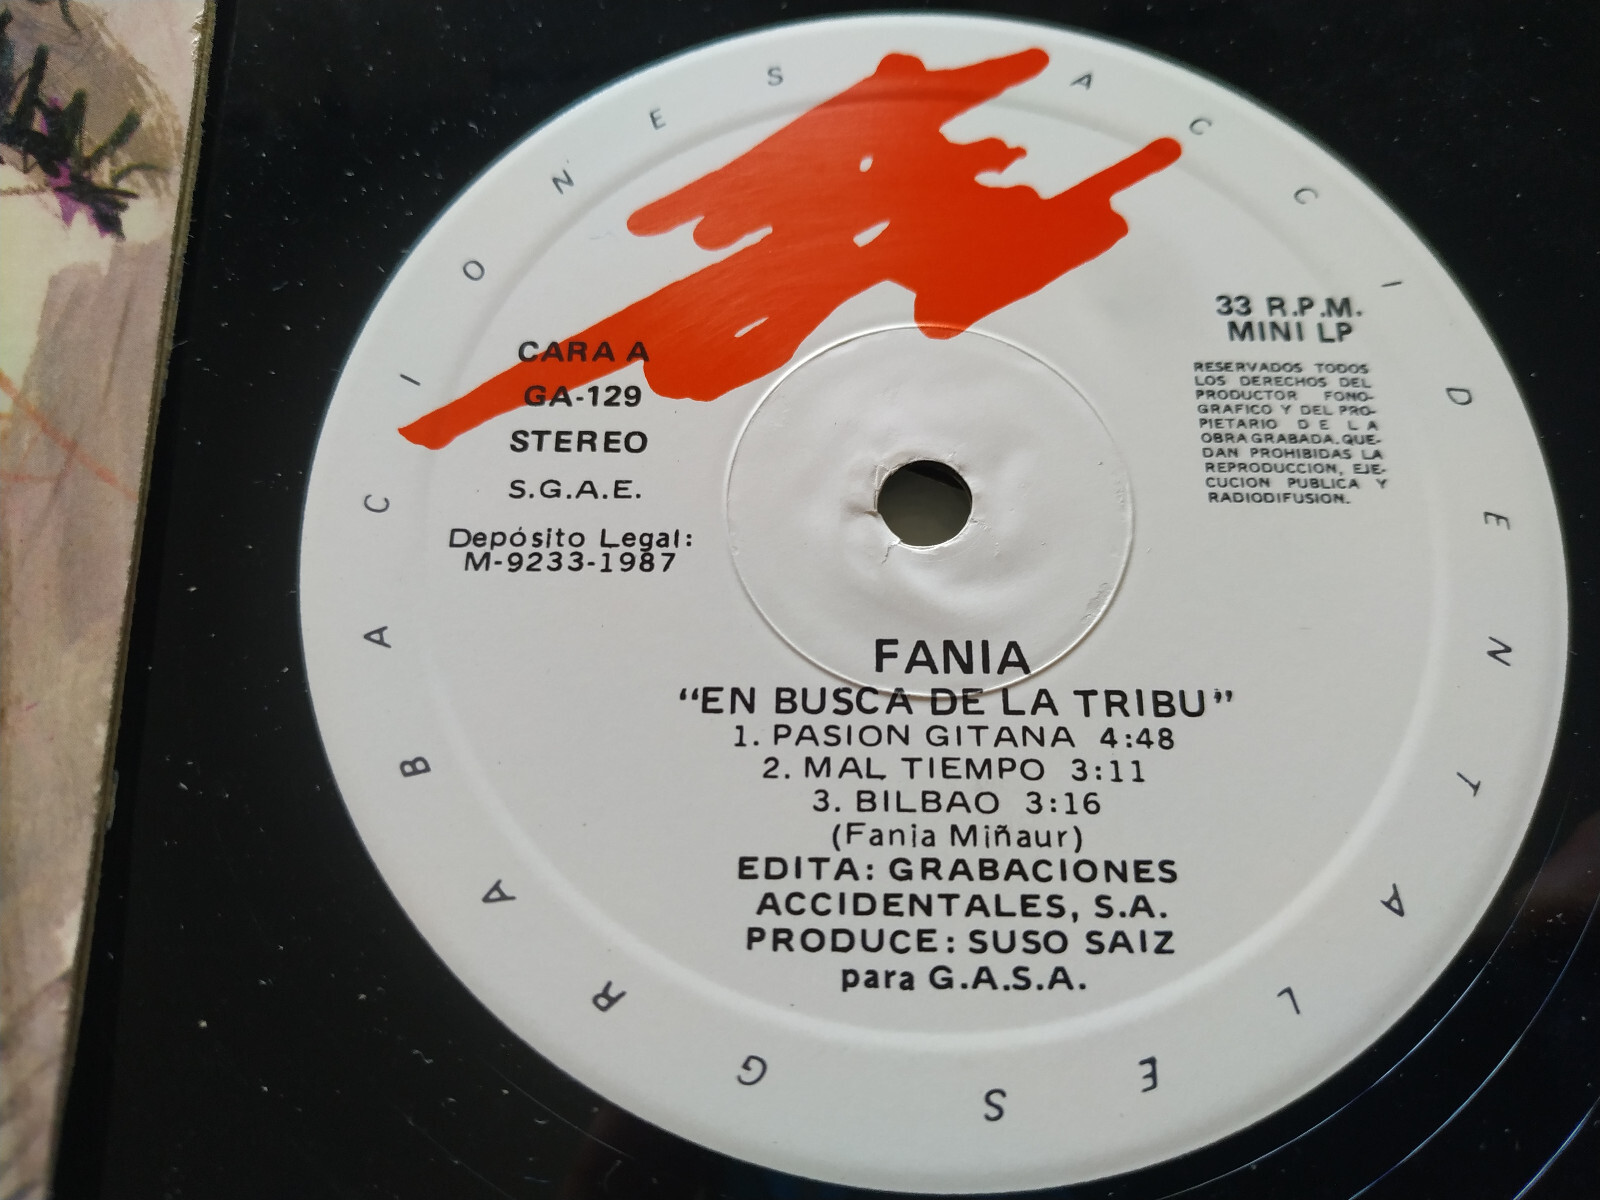 GRABACIONES ACCIDENTALES
CARA A
GA-129
STEREO
S.G.A.E.
Depósito Legal:
M-9233-1987
33 R.P.M.
MINI LP
RESERVADOS TODOS
LOS DERECHOS DEL
PRODUCTOR FONO-
GRAFICO Y DEL PRO-
PIETARIO DE LA
OBRA GRABADA. QUE-
DAN PROHIBIDAS LA
REPRODUCCION, EJE-
CUCION PUBLICA Y
RADIODIFUSION.
FANIA
“EN BUSCA DE LA TRIBU”
1. PASION GITANA 4:48
2. MAL TIEMPO 3:11
3. BILBAO 3:16
(Fania Miñaur)
EDITA: GRABACIONES
ACCIDENTALES, S.A.
PRODUCE: SUSO SAIZ
para G.A.S.A.